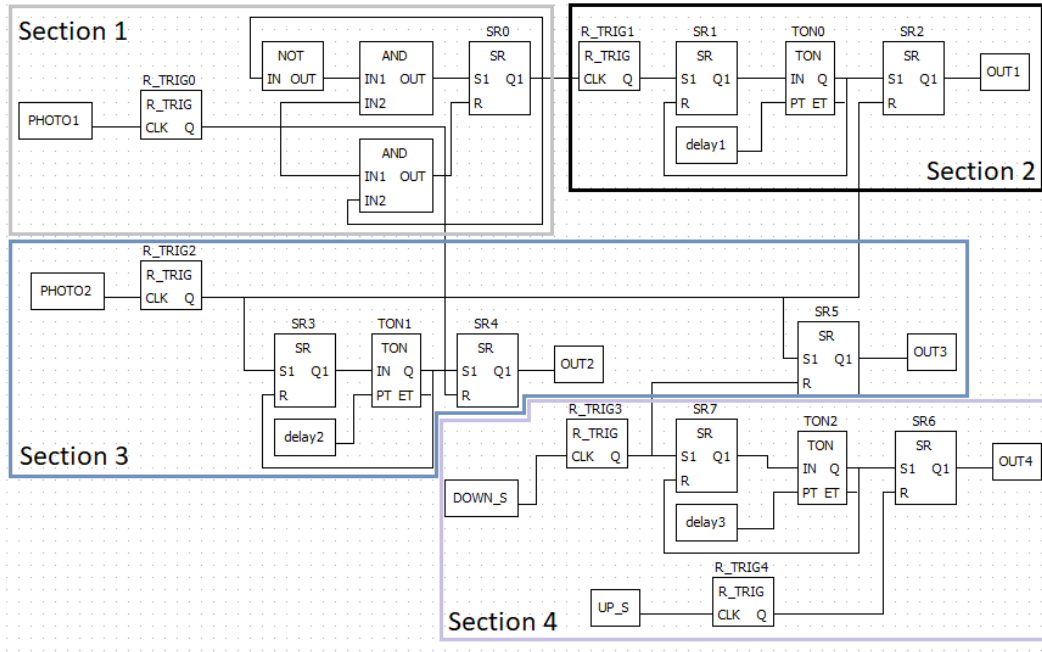 Section 1
NOT
IN OUT
AND
IN1 OUT
IN2
SR0
SR
S1 Q1
R
R_TRIG0
R_TRIG
CLK Q
PHOTO1
AND
IN1 OUT
IN2
R_TRIG1
R_TRIG
CLK Q
SR1
SR
S1 Q1
R
TON0
TON
IN Q
PT ET
SR2
SR
S1 Q1
R
OUT1
delay1
Section 2
R_TRIG2
R_TRIG
CLK Q
PHOTO2
SR3
SR
S1 Q1
R
TON1
TON
IN Q
PT ET
SR4
SR
S1 Q1
R
OUT2
SR5
SR
S1 Q1
R
OUT3
delay2
Section 3
R_TRIG3
R_TRIG
CLK Q
DOWN_S
SR7
SR
S1 Q1
R
TON2
TON
IN Q
PT ET
SR6
SR
S1 Q1
R
OUT4
delay3
R_TRIG4
R_TRIG
CLK Q
UP_S
Section 4